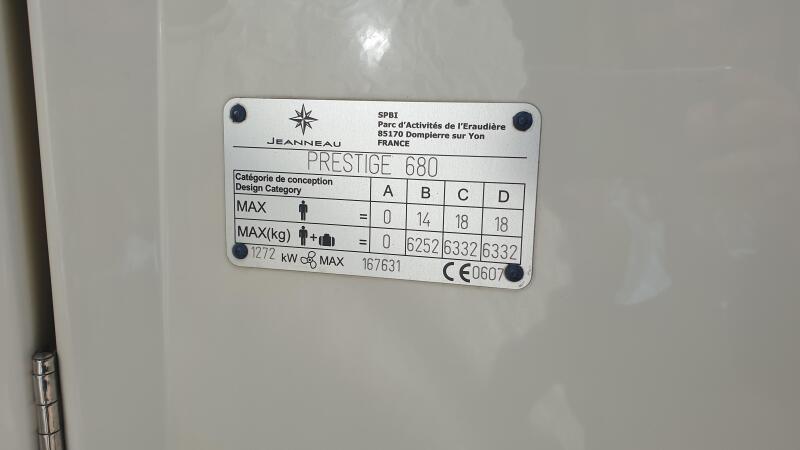 SPBI
Parc d'Activités de l'Eraudière
85170 Dompierre sur Yon
FRANCE
JEANNEAU
PRESTIGE 680
Catégorie de conception
Design Category A B C D
MAX = 0 14 18 18
MAX(kg) + = 0 6252 6332 6332
1272 kW MAX 167631 CE 0607